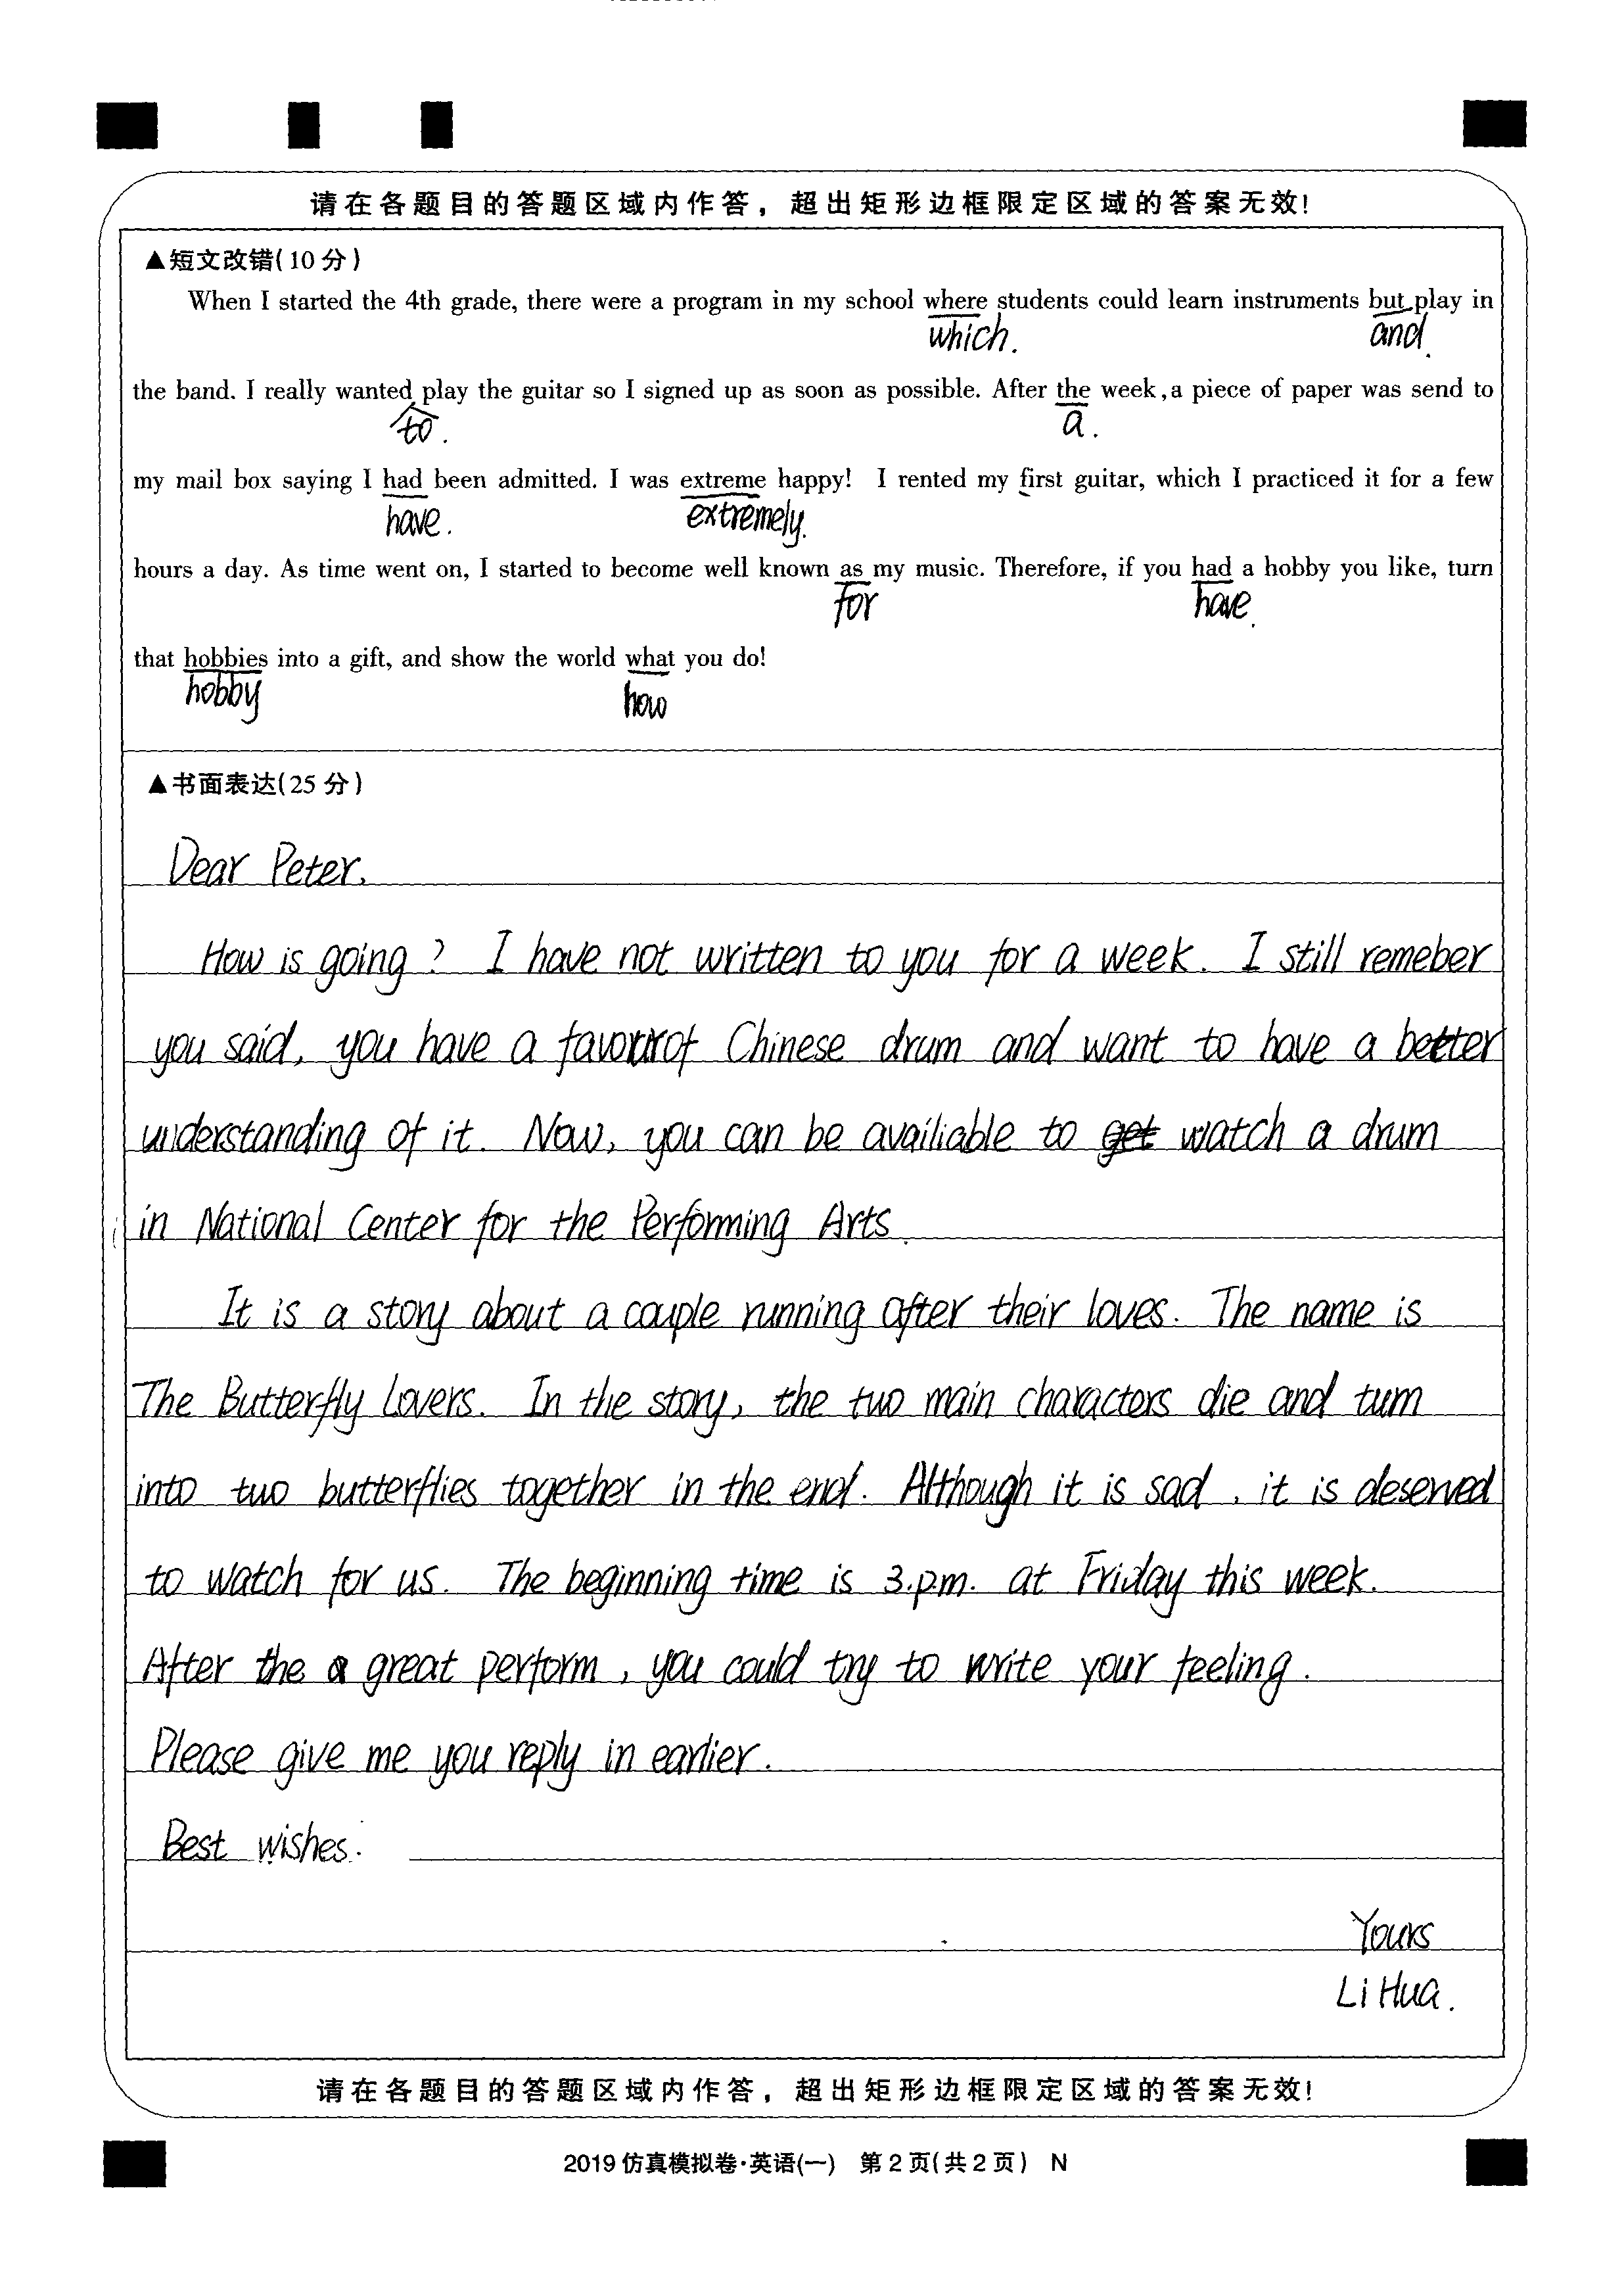 请在各题目的答题区域内作答，超出矩形边框限定区域的答案无效!
▲短文改错(10分)
When I started the 4th grade, there were a program in my school where students could learn instruments but play in
which. and.
the band. I really wanted play the guitar so I signed up as soon as possible. After the week, a piece of paper was send to
to. a.
my mail box saying I had been admitted. I was extreme happy! I rented my first guitar, which I practiced it for a few
have. extremely.
hours a day. As time went on, I started to become well known as my music. Therefore, if you had a hobby you like, turn
for have.
that hobbies into a gift, and show the world what you do!
hobby how
▲书面表达(25分)
Dear Peter.
How is going? I have not written to you for a week. I still remeber
you said, you have a Chinese drum and want to have a better
understanding of it. Now, you can be availiable to get watch a drum
in National Center for the Performing Arts.
It is a story about a couple running after their loves. The name is
The Butterfly Lovers. In the story, the two main characters die and turn
into two butterflies together in the end. Although it is sad, it is deserved
to watch for us. The beginning time is 3.p.m. at Friday this week.
After the a great perform, you could try to write your feeling.
Please give me you reply in earlier.
Best wishes.
Yours
Li Hua.
请在各题目的答题区域内作答，超出矩形边框限定区域的答案无效!
2019仿真模拟卷·英语(一) 第2页(共2页) N